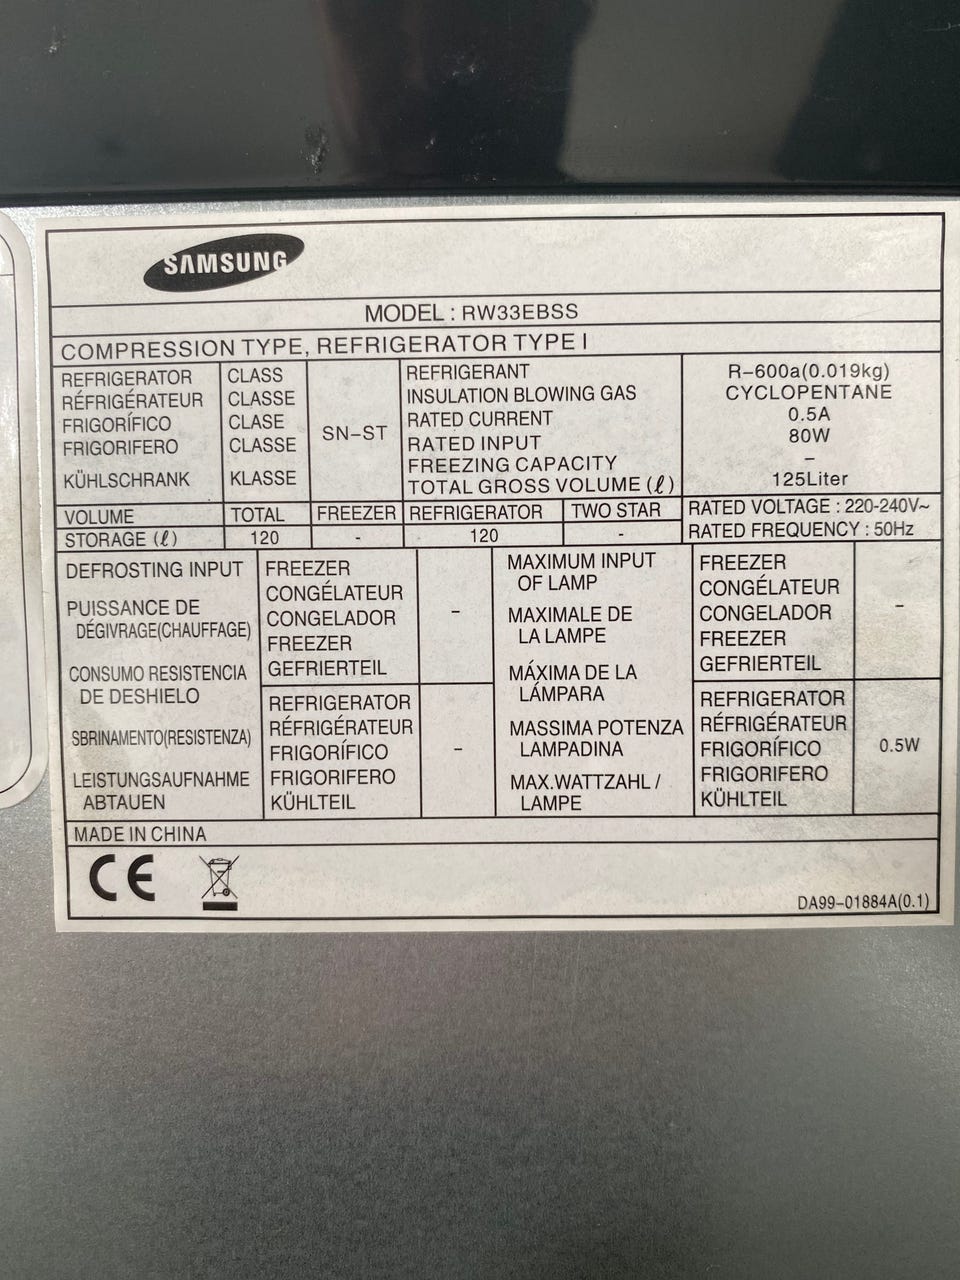 SAMSUNG
MODEL : RW33EBSS
COMPRESSION TYPE, REFRIGERATOR TYPE I
REFRIGERATOR
RÉFRIGÉRATEUR
FRIGORÍFICO
FRIGORIFERO
KÜHLSCHRANK
CLASS
CLASSE
CLASE
CLASSE
KLASSE
SN-ST
REFRIGERANT
INSULATION BLOWING GAS
RATED CURRENT
RATED INPUT
FREEZING CAPACITY
TOTAL GROSS VOLUME (ℓ)
R-600a(0.019kg)
CYCLOPENTANE
0.5A
80W
-
125Liter
VOLUME TOTAL FREEZER REFRIGERATOR TWO STAR
STORAGE (ℓ) 120 - 120 -
RATED VOLTAGE : 220-240V~
RATED FREQUENCY : 50Hz
DEFROSTING INPUT
PUISSANCE DE
DÉGIVRAGE(CHAUFFAGE)
CONSUMO RESISTENCIA
DE DESHIELO
SBRINAMENTO(RESISTENZA)
LEISTUNGSAUFNAHME
ABTAUEN
FREEZER
CONGÉLATEUR
CONGELADOR
FREEZER
GEFRIERTEIL
-
REFRIGERATOR
RÉFRIGÉRATEUR
FRIGORÍFICO
FRIGORIFERO
KÜHLTEIL
-
MAXIMUM INPUT
OF LAMP
MAXIMALE DE
LA LAMPE
MÁXIMA DE LA
LÁMPARA
MASSIMA POTENZA
LAMPADINA
MAX.WATTZAHL /
LAMPE
FREEZER
CONGÉLATEUR
CONGELADOR
FREEZER
GEFRIERTEIL
-
REFRIGERATOR
RÉFRIGÉRATEUR
FRIGORÍFICO
FRIGORIFERO
KÜHLTEIL
0.5W
MADE IN CHINA
CE
DA99-01884A(0.1)